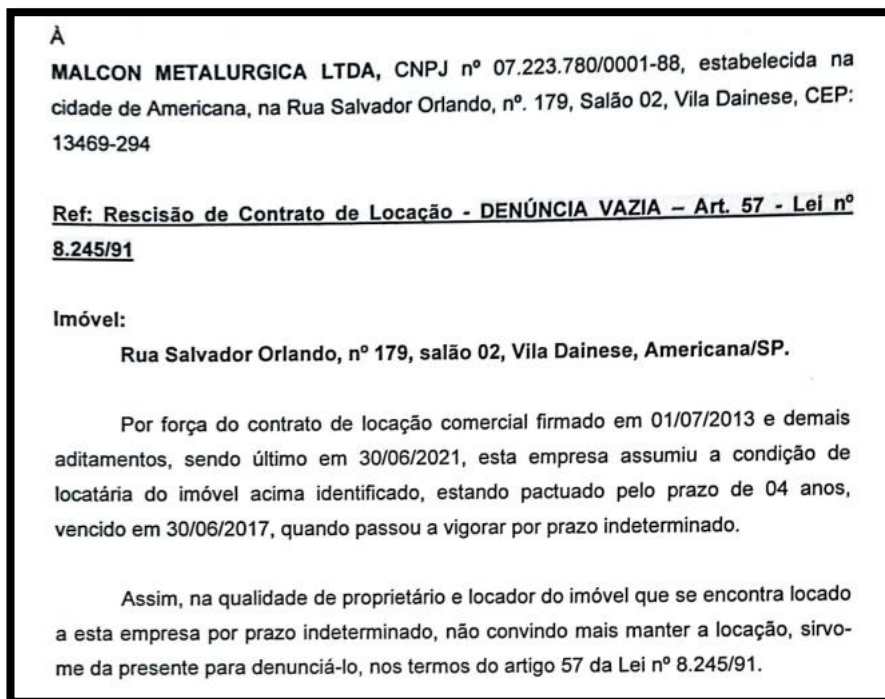 À
MALCON METALURGICA LTDA, CNPJ nº 07.223.780/0001-88, estabelecida na
cidade de Americana, na Rua Salvador Orlando, nº. 179, Salão 02, Vila Dainese, CEP:
13469-294
Ref: Rescisão de Contrato de Locação - DENÚNCIA VAZIA – Art. 57 - Lei nº
8.245/91
Imóvel:
Rua Salvador Orlando, nº 179, salão 02, Vila Dainese, Americana/SP.
Por força do contrato de locação comercial firmado em 01/07/2013 e demais
aditamentos, sendo último em 30/06/2021, esta empresa assumiu a condição de
locatária do imóvel acima identificado, estando pactuado pelo prazo de 04 anos,
vencido em 30/06/2017, quando passou a vigorar por prazo indeterminado.
Assim, na qualidade de proprietário e locador do imóvel que se encontra locado
a esta empresa por prazo indeterminado, não convindo mais manter a locação, sirvo-
me da presente para denunciá-lo, nos termos do artigo 57 da Lei nº 8.245/91.